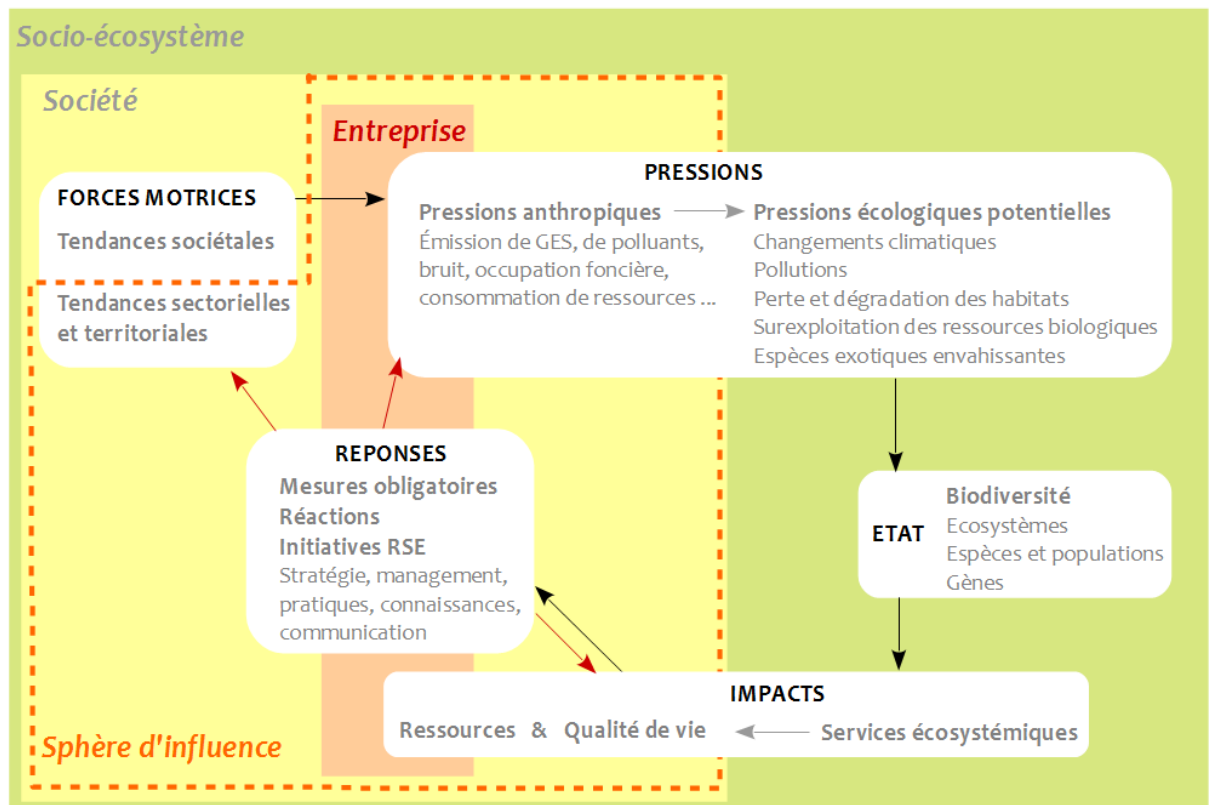 Socio-écosystème
Société
Entreprise
FORCES MOTRICES
Tendances sociétales
Tendances sectorielles
et territoriales
PRESSIONS
Pressions anthropiques
Émission de GES, de polluants,
bruit, occupation foncière,
consommation de ressources ...
Pressions écologiques potentielles
Changements climatiques
Pollutions
Perte et dégradation des habitats
Surexploitation des ressources biologiques
Espèces exotiques envahissantes
REPONSES
Mesures obligatoires
Réactions
Initiatives RSE
Stratégie, management,
pratiques, connaissances,
communication
ETAT
Biodiversité
Ecosystèmes
Espèces et populations
Gènes
IMPACTS
Ressources & Qualité de vie
Services écosystémiques
Sphère d'influence